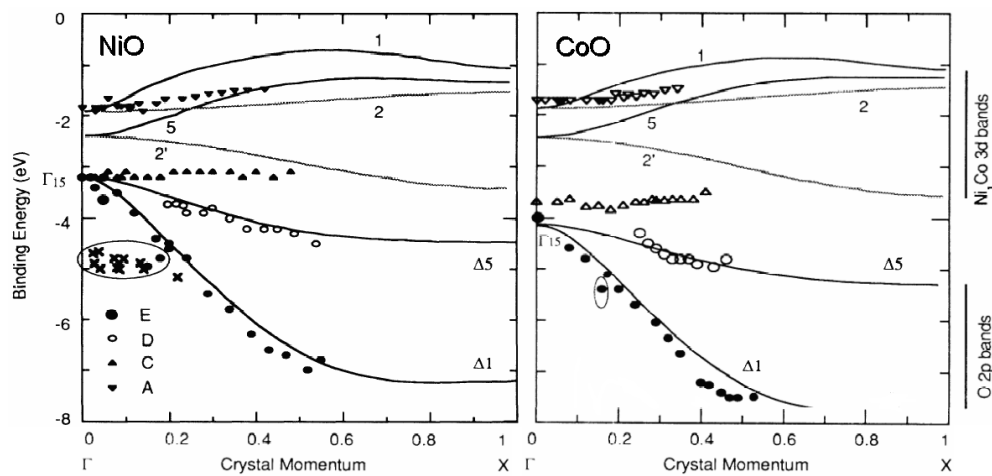 NiO
CoO
0
-2
-4
-6
-8
Binding Energy (eV)
Γ15
1
2
5
2'
Δ5
Δ1
E
D
C
A
0 0.2 0.4 0.6 0.8 1
Γ Crystal Momentum X
1
2
5
2'
Γ15
Δ5
Δ1
0 0.2 0.4 0.6 0.8 1
Γ Crystal Momentum X
Ni, Co 3d bands
O 2p bands